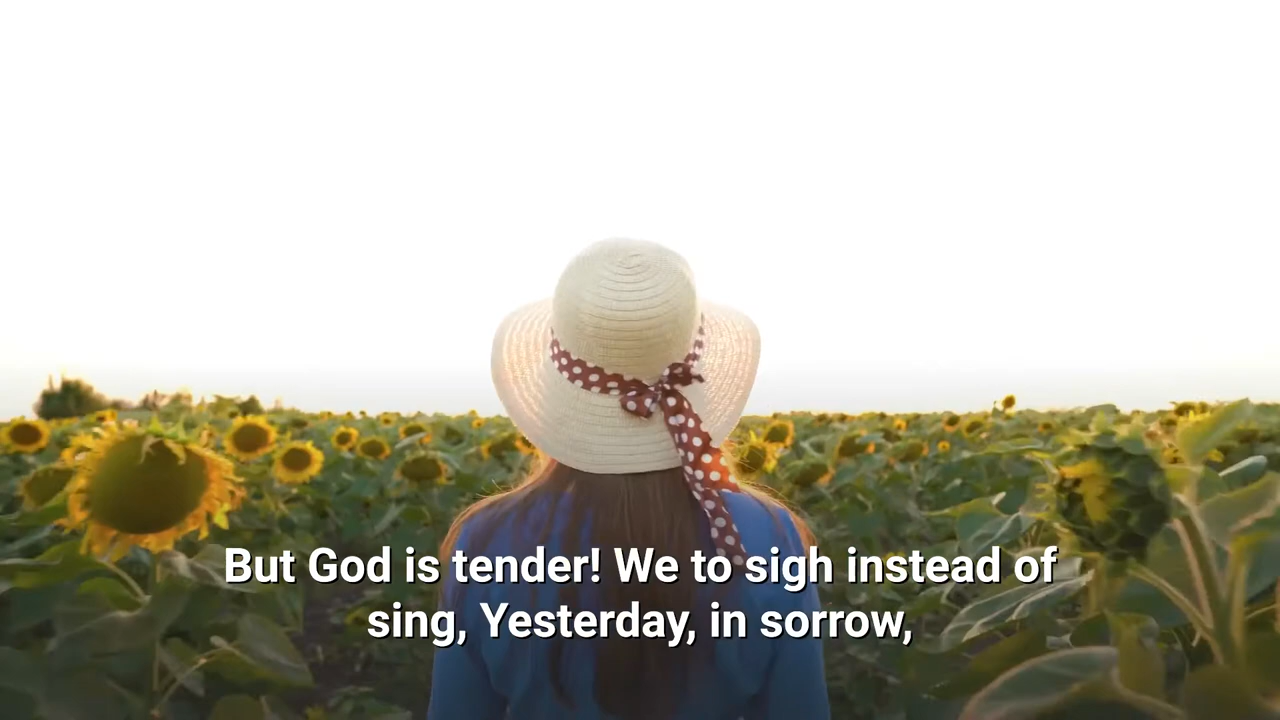 But God is tender! We to sigh instead of
sing, Yesterday, in sorrow,